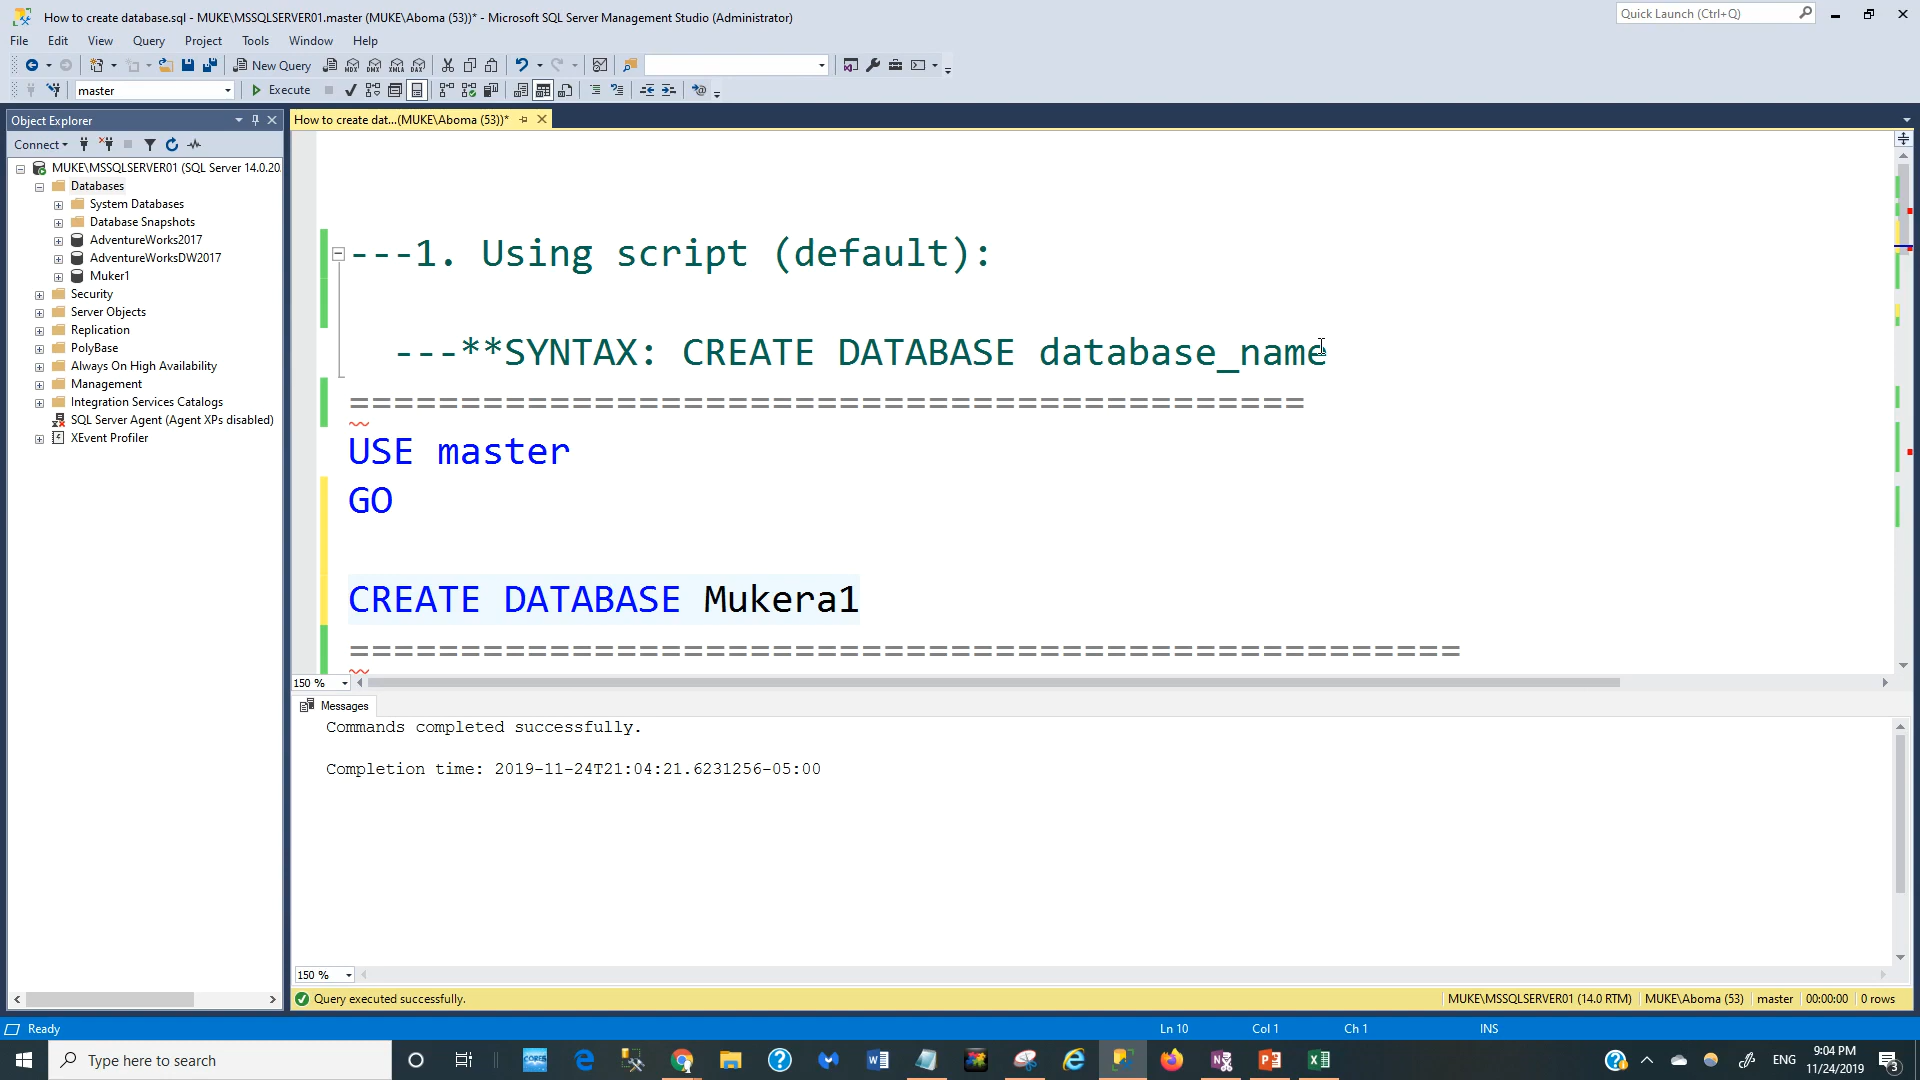 How to create database.sql - MUKE\MSSQLSERVER01.master (MUKE\Aboma (53))* - Microsoft SQL Server Management Studio (Administrator)
Quick Launch (Ctrl+Q)
File Edit View Query Project Tools Window Help
New Query
MDX DMX XMLA DAX
master
Execute
Object Explorer
How to create dat...(MUKE\Aboma (53))*
Connect
MUKE\MSSQLSERVER01 (SQL Server 14.0.20
Databases
System Databases
Database Snapshots
AdventureWorks2017
AdventureWorksDW2017
Muker1
Security
Server Objects
Replication
PolyBase
Always On High Availability
Management
Integration Services Catalogs
SQL Server Agent (Agent XPs disabled)
XEvent Profiler
---1. Using script (default):
---**SYNTAX: CREATE DATABASE database_name
===========================================
USE master
GO
CREATE DATABASE Mukera1
==================================================
150 %
Messages
Commands completed successfully.
Completion time: 2019-11-24T21:04:21.6231256-05:00
150 %
Query executed successfully.
MUKE\MSSQLSERVER01 (14.0 RTM) MUKE\Aboma (53) master 00:00:00 0 rows
Ready
Ln 10 Col 1 Ch 1 INS
Type here to search
ENG
9:04 PM
11/24/2019
3